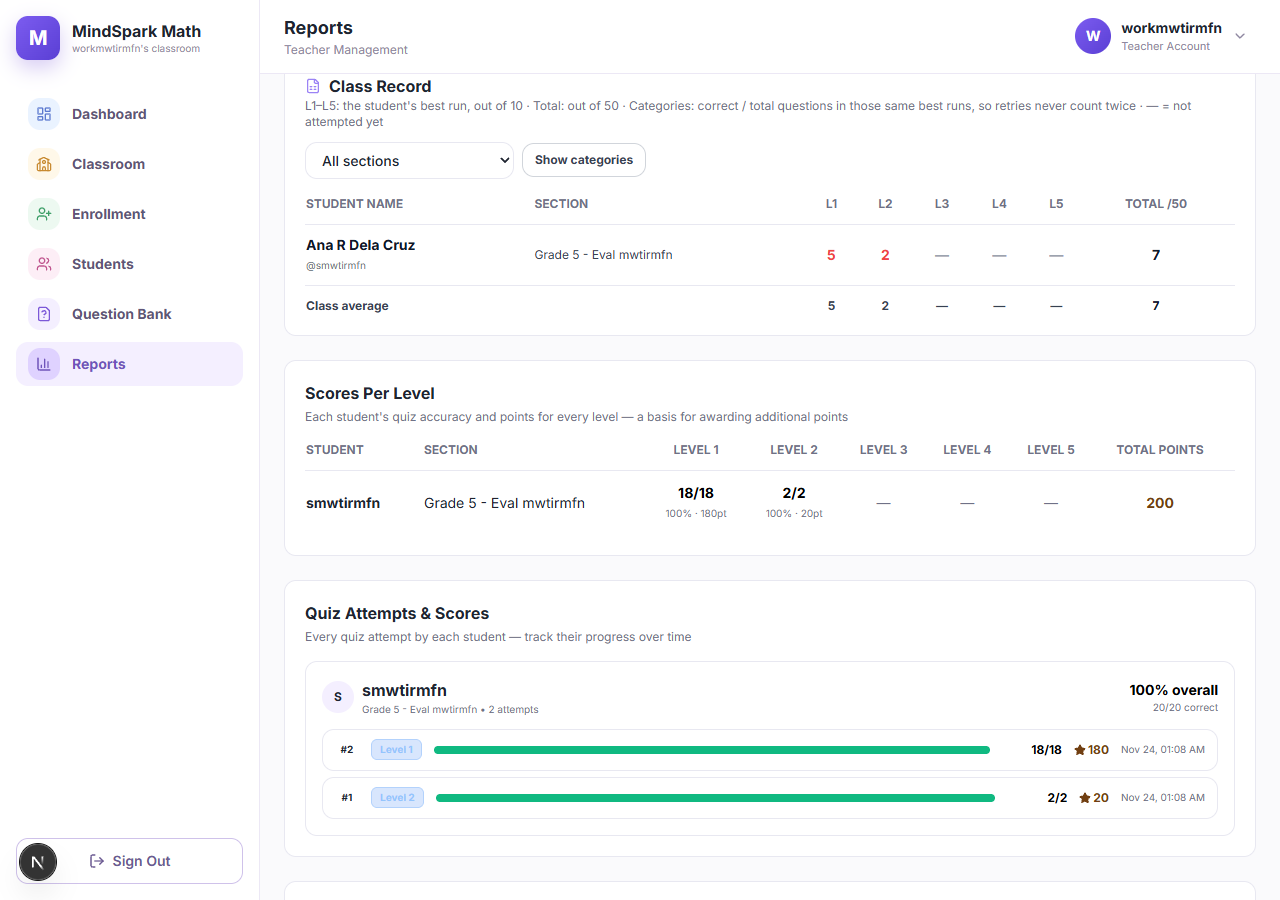 M
MindSpark Math
workmwtirmfn's classroom
Dashboard
Classroom
Enrollment
Students
Question Bank
Reports
Sign Out
N
Reports
Teacher Management
W
workmwtirmfn
Teacher Account
Class Record
L1–L5: the student's best run, out of 10 · Total: out of 50 · Categories: correct / total questions in those same best runs, so retries never count twice · — = not
attempted yet
All sections
Show categories
STUDENT NAME SECTION L1 L2 L3 L4 L5 TOTAL /50
Ana R Dela Cruz
@smwtirmfn
Grade 5 - Eval mwtirmfn 5 2 — — — 7
Class average 5 2 — — — 7
Scores Per Level
Each student's quiz accuracy and points for every level — a basis for awarding additional points
STUDENT SECTION LEVEL 1 LEVEL 2 LEVEL 3 LEVEL 4 LEVEL 5 TOTAL POINTS
smwtirmfn Grade 5 - Eval mwtirmfn 18/18 2/2 — — — 200
100% · 180pt 100% · 20pt
Quiz Attempts & Scores
Every quiz attempt by each student — track their progress over time
S
smwtirmfn
Grade 5 - Eval mwtirmfn • 2 attempts
100% overall
20/20 correct
#2 Level 1 18/18 180 Nov 24, 01:08 AM
#1 Level 2 2/2 20 Nov 24, 01:08 AM